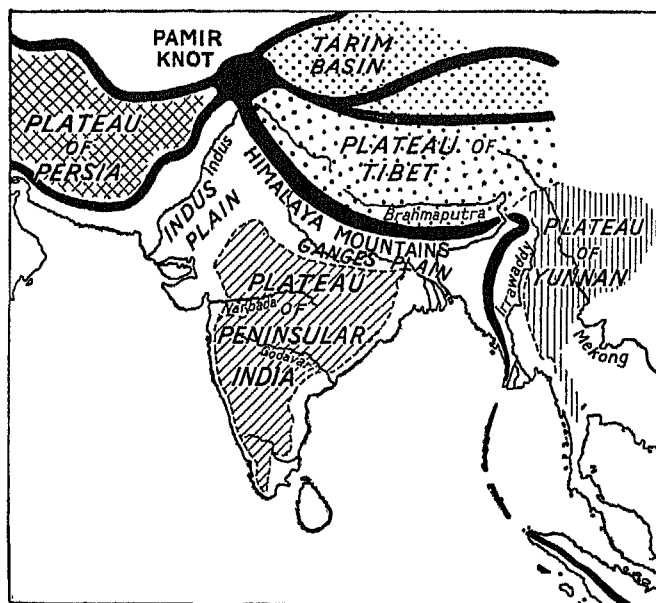 PAMIR
KNOT
TARIM
BASIN
PLATEAU
OF
PERSIA
PLATEAU OF
TIBET
Indus
INDUS
PLAIN
HIMALAYA MOUNTAINS
Brahmaputra
GANGES PLAIN
PLATEAU
OF
YUNNAN
Irrawaddy
Mekong
PLATEAU
Narbada
OF
PENINSULAR
Godavari
INDIA